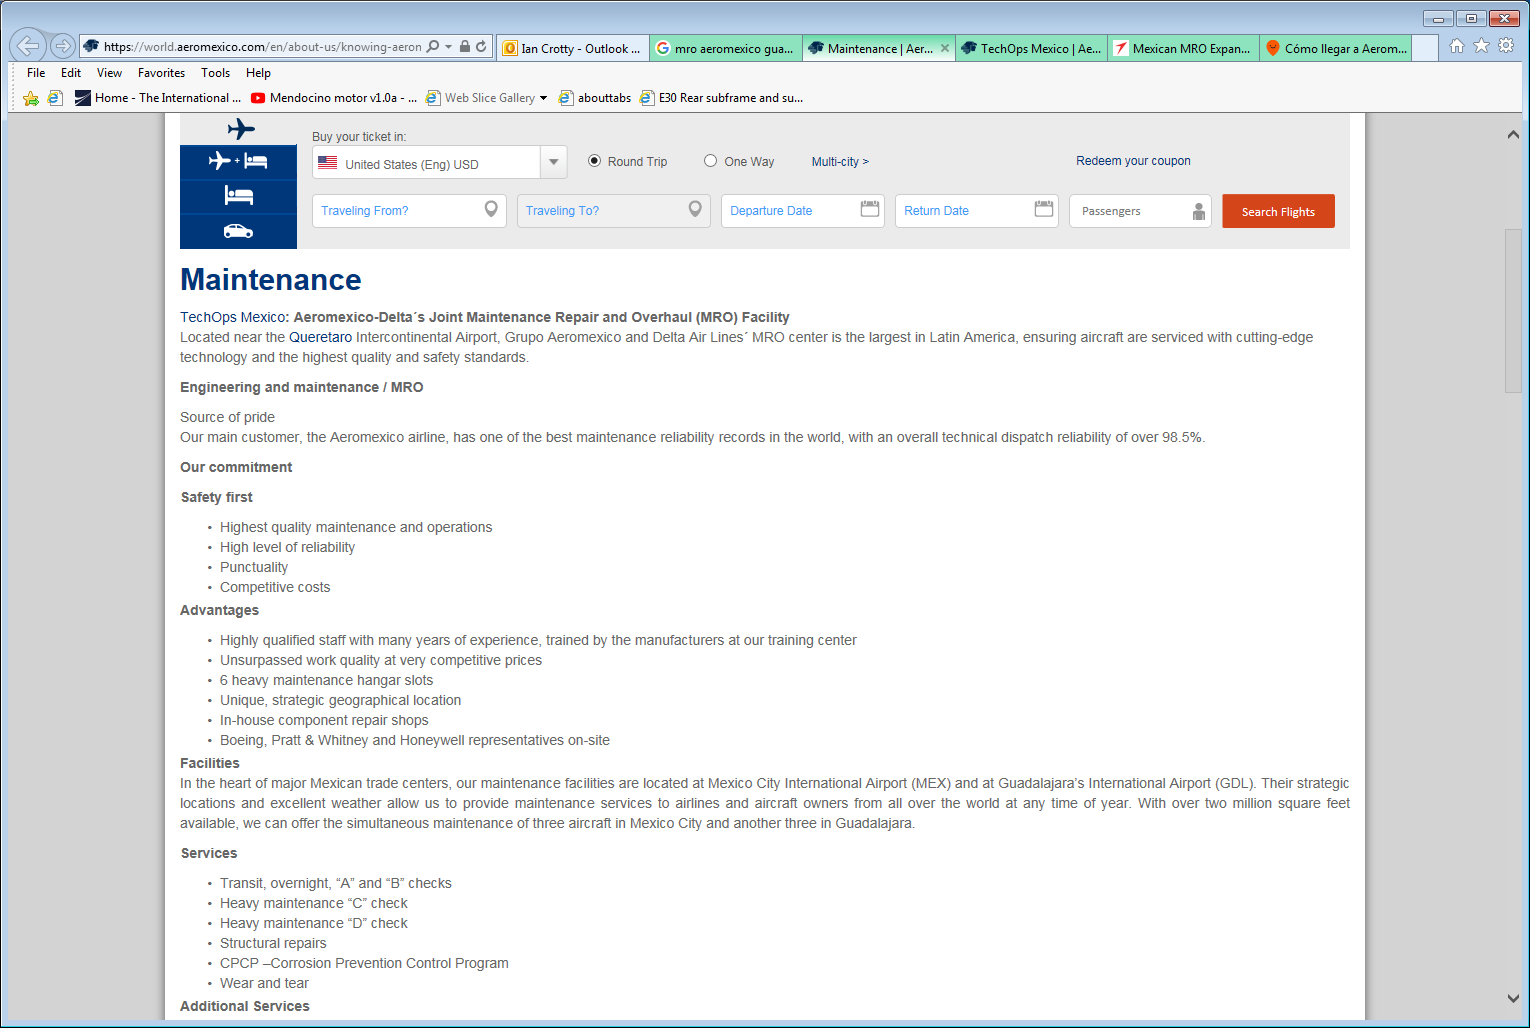 https://world.aeromexico.com/en/about-us/knowing-aeron
Ian Crotty - Outlook ...
mro aeromexico gua...
Maintenance | Aer...
TechOps Mexico | Ae...
Mexican MRO Expan...
Cómo llegar a Aerom...
File Edit View Favorites Tools Help
Home - The International ...
Mendocino motor v1.0a - ...
Web Slice Gallery
abouttabs
E30 Rear subframe and su...
Buy your ticket in:
United States (Eng) USD
Round Trip
One Way
Multi-city >
Redeem your coupon
Traveling From?
Traveling To?
Departure Date
Return Date
Passengers
Search Flights
Maintenance
TechOps Mexico: Aeromexico-Delta´s Joint Maintenance Repair and Overhaul (MRO) Facility
Located near the Queretaro Intercontinental Airport, Grupo Aeromexico and Delta Air Lines´ MRO center is the largest in Latin America, ensuring aircraft are serviced with cutting-edge
technology and the highest quality and safety standards.
Engineering and maintenance / MRO
Source of pride
Our main customer, the Aeromexico airline, has one of the best maintenance reliability records in the world, with an overall technical dispatch reliability of over 98.5%.
Our commitment
Safety first
• Highest quality maintenance and operations
• High level of reliability
• Punctuality
• Competitive costs
Advantages
• Highly qualified staff with many years of experience, trained by the manufacturers at our training center
• Unsurpassed work quality at very competitive prices
• 6 heavy maintenance hangar slots
• Unique, strategic geographical location
• In-house component repair shops
• Boeing, Pratt & Whitney and Honeywell representatives on-site
Facilities
In the heart of major Mexican trade centers, our maintenance facilities are located at Mexico City International Airport (MEX) and at Guadalajara's International Airport (GDL). Their strategic
locations and excellent weather allow us to provide maintenance services to airlines and aircraft owners from all over the world at any time of year. With over two million square feet
available, we can offer the simultaneous maintenance of three aircraft in Mexico City and another three in Guadalajara.
Services
• Transit, overnight, “A” and “B” checks
• Heavy maintenance “C” check
• Heavy maintenance “D” check
• Structural repairs
• CPCP –Corrosion Prevention Control Program
• Wear and tear
Additional Services